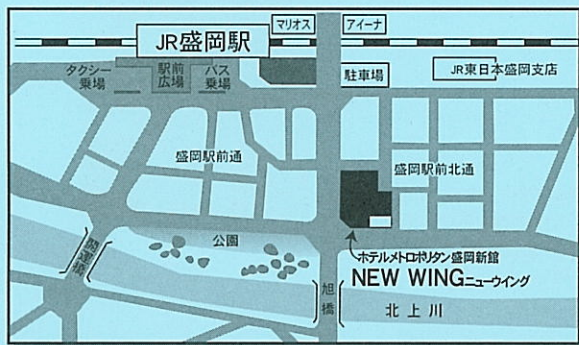 マリオス
アイーナ
JR盛岡駅
タクシー
乗場
駅前
広場
バス
乗場
駐車場
JR東日本盛岡支店
盛岡駅前通
盛岡駅前北通
公園
開運橋
ホテルメトロポリタン盛岡新館
NEW WINGニューウイング
旭橋
北上川